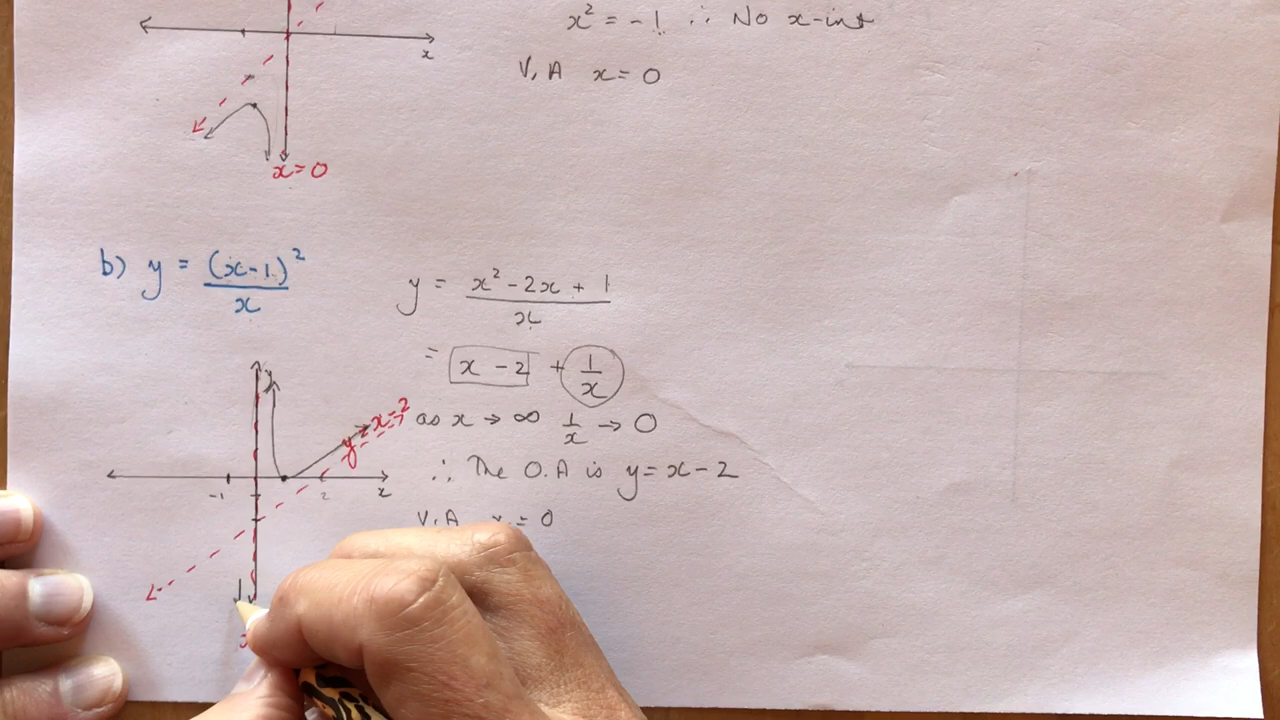 x² = -1 ∴ No x-int
x
V.A x = 0
x = 0
b) y = (x-1)²/x
y = (x² - 2x + 1)/x
= x - 2 + 1/x
y = x-2
as x → ∞ 1/x → 0
∴ The O.A is y = x - 2
-1 2 x
V.A x = 0